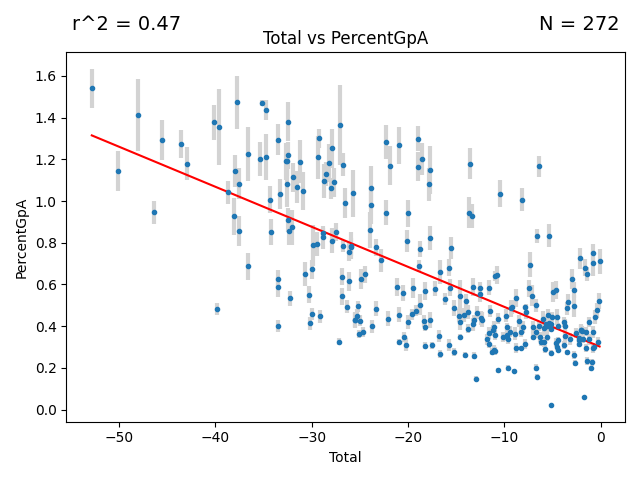 r^2 = 0.47 N = 272
Total vs PercentGpA
1.6
1.4
1.2
1.0
0.8
0.6
0.4
0.2
0.0
PercentGpA
−50 −40 −30 −20 −10 0
Total